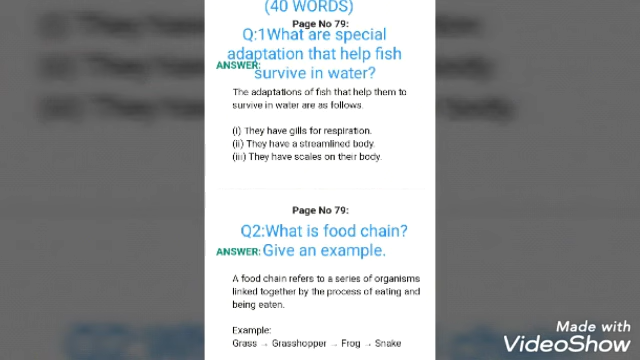 (40 WORDS)
Page No 79:
Q:1What are special
adaptation that help fish
ANSWER:
survive in water?
The adaptations of fish that help them to
survive in water are as follows.
(i) They have gills for respiration.
(ii) They have a streamlined body.
(iii) They have scales on their body.
Page No 79:
Q2:What is food chain?
ANSWER: Give an example.
A food chain refers to a series of organisms
linked together by the process of eating and
being eaten.
Example:
Grass → Grasshopper → Frog → Snake
Made with
VideoShow